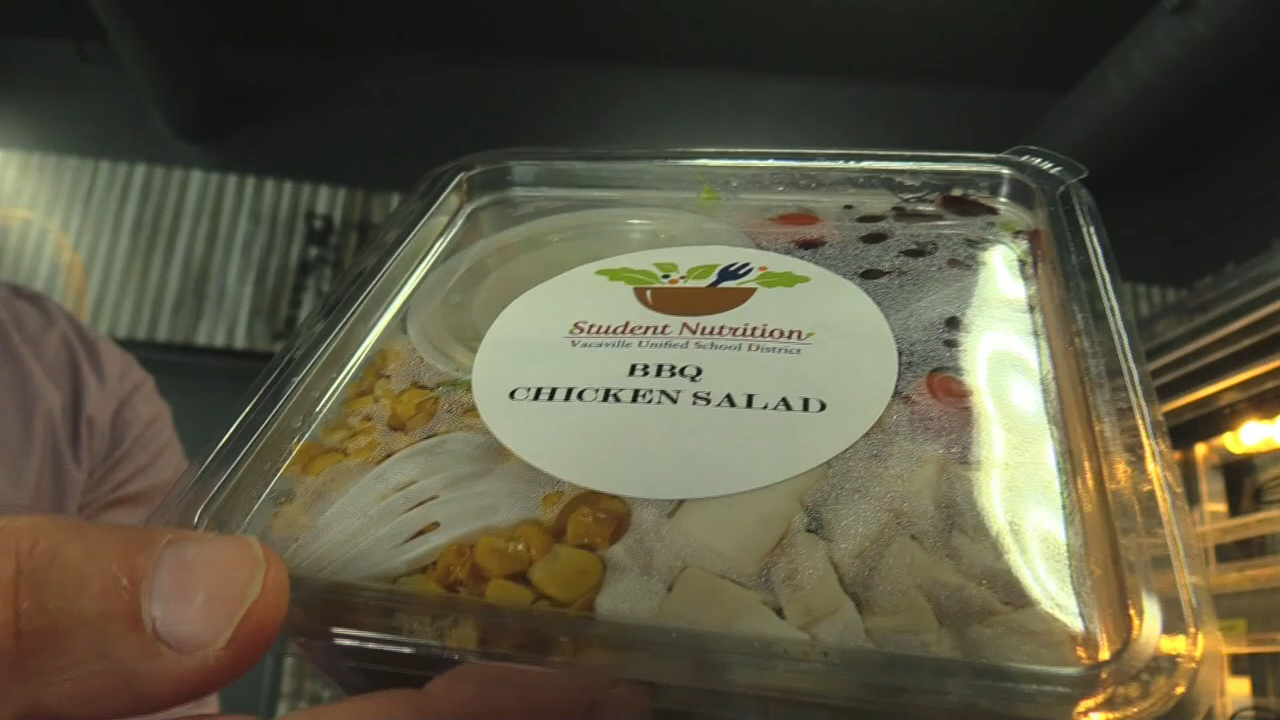 Student Nutrition
Vacaville Unified School District
BBQ
CHICKEN SALAD